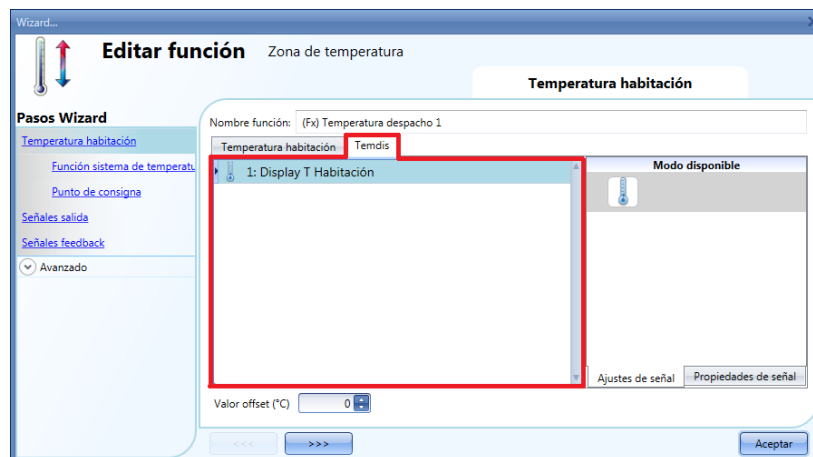 Wizard...
Editar función Zona de temperatura
Temperatura habitación
Pasos Wizard
Temperatura habitación
Función sistema de temperatu
Punto de consigna
Señales salida
Señales feedback
Avanzado
Nombre función: (Fx) Temperatura despacho 1
Temperatura habitación Temdis
1: Display T Habitación
Modo disponible
Ajustes de señal Propiedades de señal
Valor offset (°C) 0
<<< >>> Aceptar